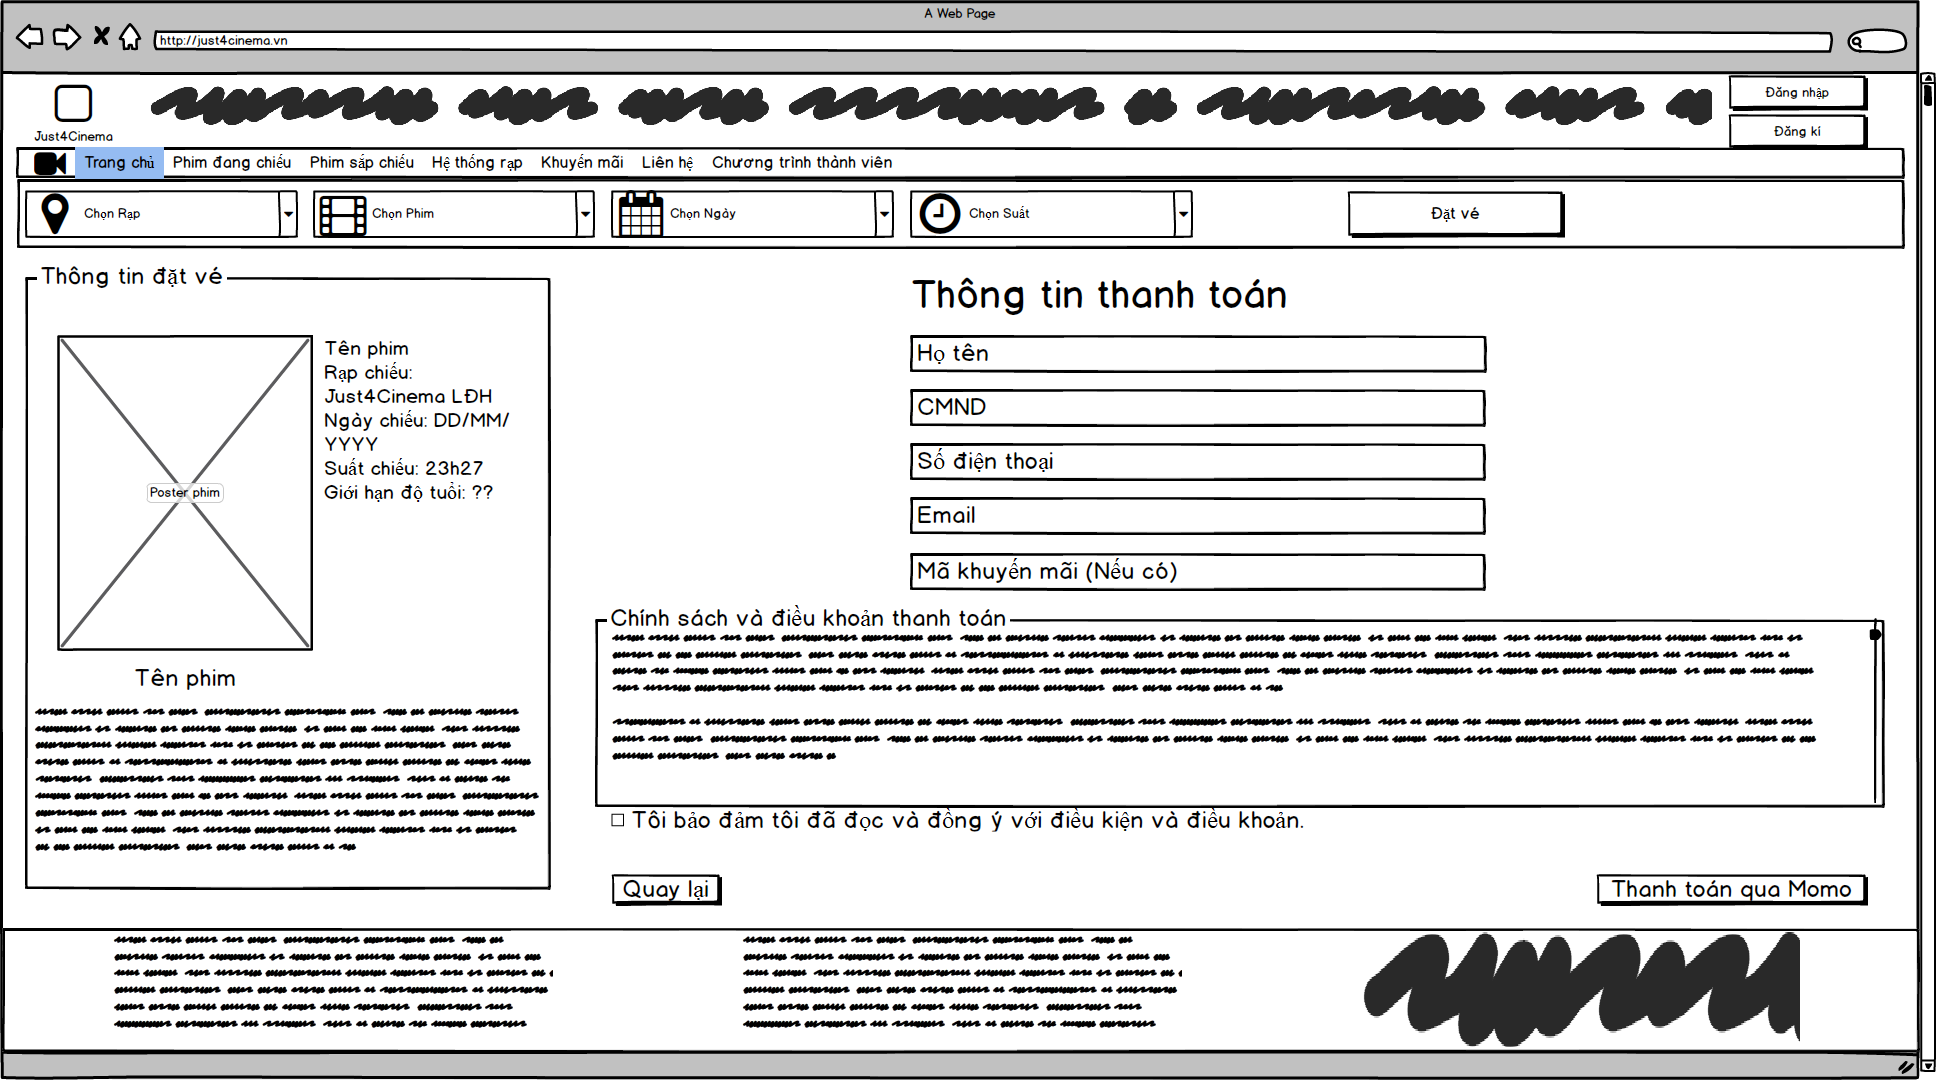 A Web Page
http://just4cinema.vn
Just4Cinema
Đăng nhập
Đăng kí
Trang chủ Phim đang chiếu Phim sắp chiếu Hệ thống rạp Khuyến mãi Liên hệ Chương trình thành viên
Chọn Rạp Chọn Phim Chọn Ngày Chọn Suất Đặt vé
Thông tin đặt vé
Poster phim
Tên phim
Rạp chiếu:
Just4Cinema LĐH
Ngày chiếu: DD/MM/
YYYY
Suất chiếu: 23h27
Giới hạn độ tuổi: ??
Tên phim
Thông tin thanh toán
Họ tên
CMND
Số điện thoại
Email
Mã khuyến mãi (Nếu có)
Chính sách và điều khoản thanh toán
Tôi bảo đảm tôi đã đọc và đồng ý với điều kiện và điều khoản.
Quay lại
Thanh toán qua Momo